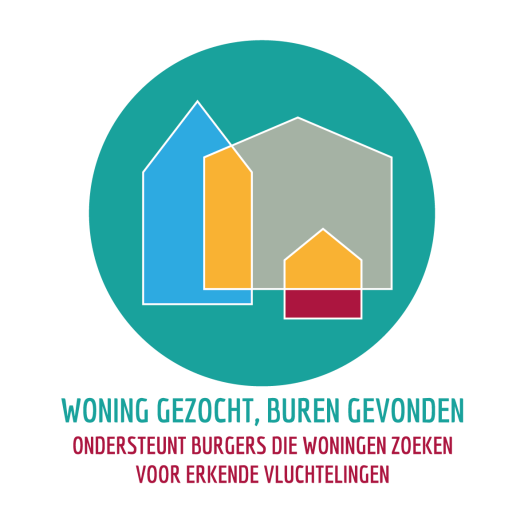 WONING GEZOCHT, BUREN GEVONDEN
ONDERSTEUNT BURGERS DIE WONINGEN ZOEKEN
VOOR ERKENDE VLUCHTELINGEN